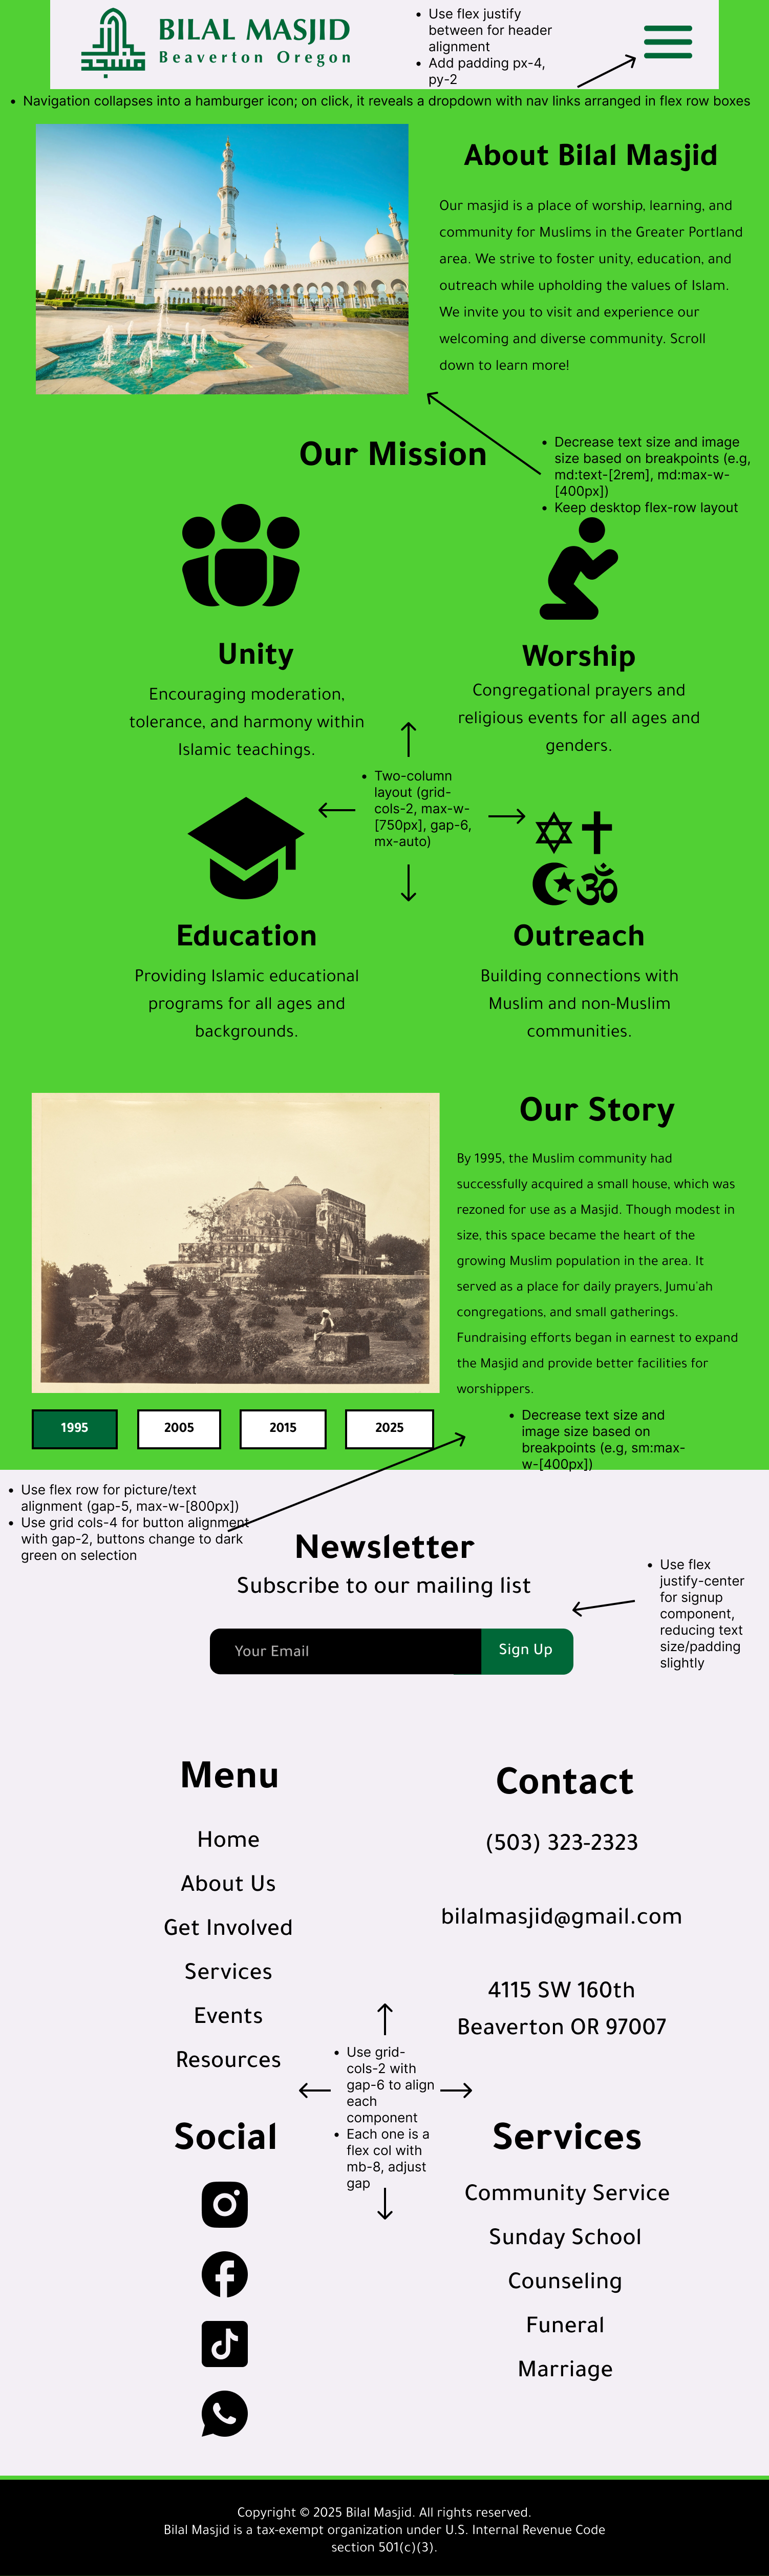 BILAL MASJID
Beaverton Oregon
• Use flex justify
between for header
alignment
• Add padding px-4,
py-2
• Navigation collapses into a hamburger icon; on click, it reveals a dropdown with nav links arranged in flex row boxes
About Bilal Masjid
Our masjid is a place of worship, learning, and
community for Muslims in the Greater Portland
area. We strive to foster unity, education, and
outreach while upholding the values of Islam.
We invite you to visit and experience our
welcoming and diverse community. Scroll
down to learn more!
• Decrease text size and image
size based on breakpoints (e.g,
md:text-[2rem], md:max-w-
[400px])
• Keep desktop flex-row layout
Our Mission
Unity
Encouraging moderation,
tolerance, and harmony within
Islamic teachings.
Worship
Congregational prayers and
religious events for all ages and
genders.
• Two-column
layout (grid-
cols-2, max-w-
[750px], gap-6,
mx-auto)
Education
Providing Islamic educational
programs for all ages and
backgrounds.
Outreach
Building connections with
Muslim and non-Muslim
communities.
Our Story
By 1995, the Muslim community had
successfully acquired a small house, which was
rezoned for use as a Masjid. Though modest in
size, this space became the heart of the
growing Muslim population in the area. It
served as a place for daily prayers, Jumu'ah
congregations, and small gatherings.
Fundraising efforts began in earnest to expand
the Masjid and provide better facilities for
worshippers.
1995
2005
2015
2025
• Decrease text size and
image size based on
breakpoints (e.g, sm:max-
w-[400px])
• Use flex row for picture/text
alignment (gap-5, max-w-[800px])
• Use grid cols-4 for button alignment
with gap-2, buttons change to dark
green on selection
Newsletter
Subscribe to our mailing list
Your Email
Sign Up
• Use flex
justify-center
for signup
component,
reducing text
size/padding
slightly
Menu
Home
About Us
Get Involved
Services
Events
Resources
Contact
(503) 323-2323
bilalmasjid@gmail.com
4115 SW 160th
Beaverton OR 97007
• Use grid-
cols-2 with
gap-6 to align
each
component
• Each one is a
flex col with
mb-8, adjust
gap
Social
Services
Community Service
Sunday School
Counseling
Funeral
Marriage
Copyright © 2025 Bilal Masjid. All rights reserved.
Bilal Masjid is a tax-exempt organization under U.S. Internal Revenue Code
section 501(c)(3).